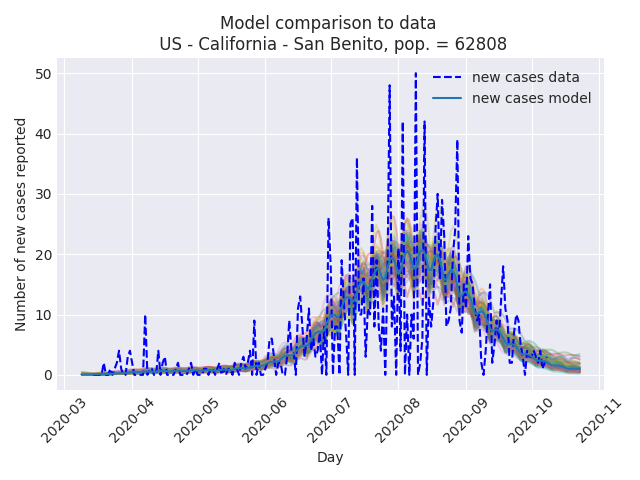 Model comparison to data
US - California - San Benito, pop. = 62808
new cases data
new cases model
Number of new cases reported
50
40
30
20
10
0
2020-03
2020-04
2020-05
2020-06
2020-07
2020-08
2020-09
2020-10
2020-11
Day